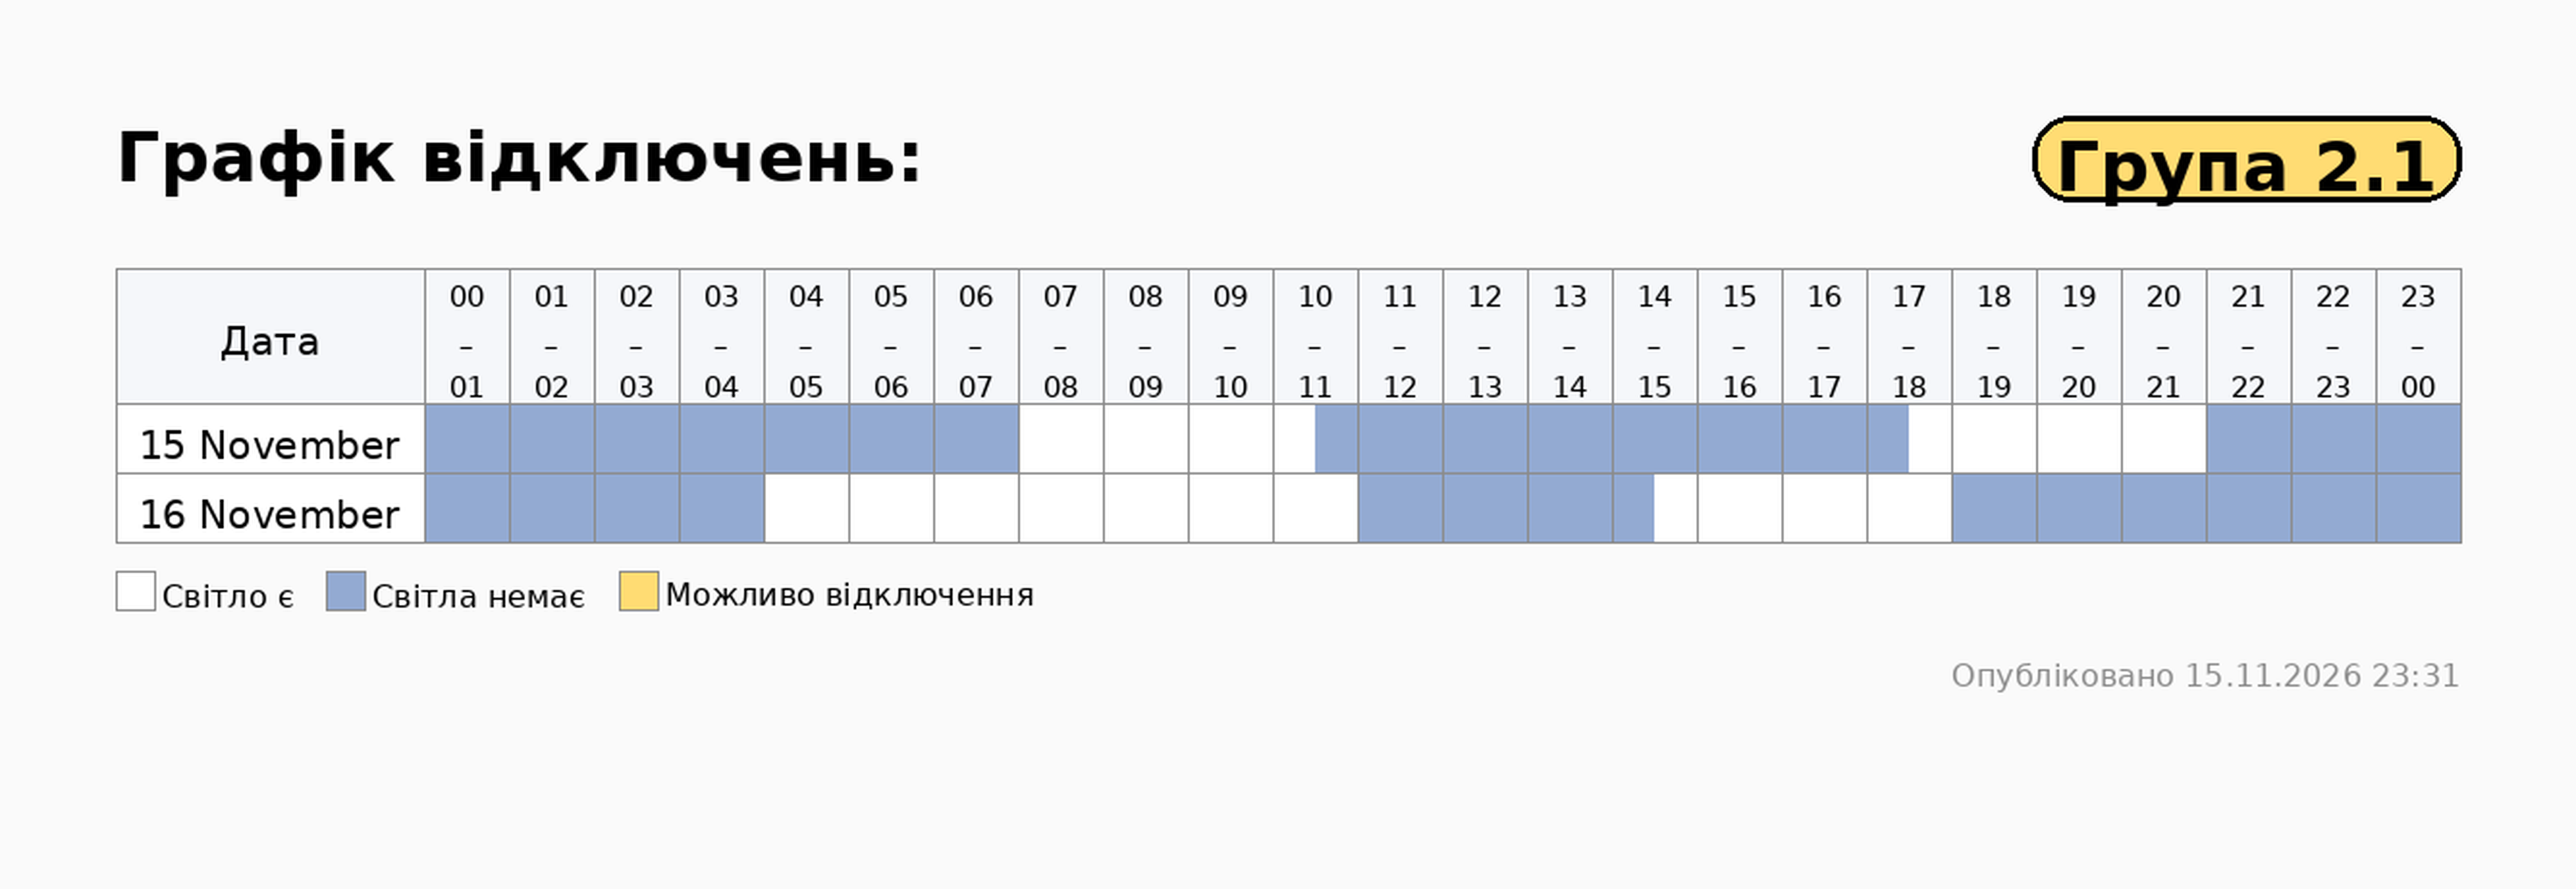 Графік відключень:
Група 2.1
Дата
00 – 01
01 – 02
02 – 03
03 – 04
04 – 05
05 – 06
06 – 07
07 – 08
08 – 09
09 – 10
10 – 11
11 – 12
12 – 13
13 – 14
14 – 15
15 – 16
16 – 17
17 – 18
18 – 19
19 – 20
20 – 21
21 – 22
22 – 23
23 – 00
15 November
16 November
Світло є
Світла немає
Можливо відключення
Опубліковано 15.11.2026 23:31